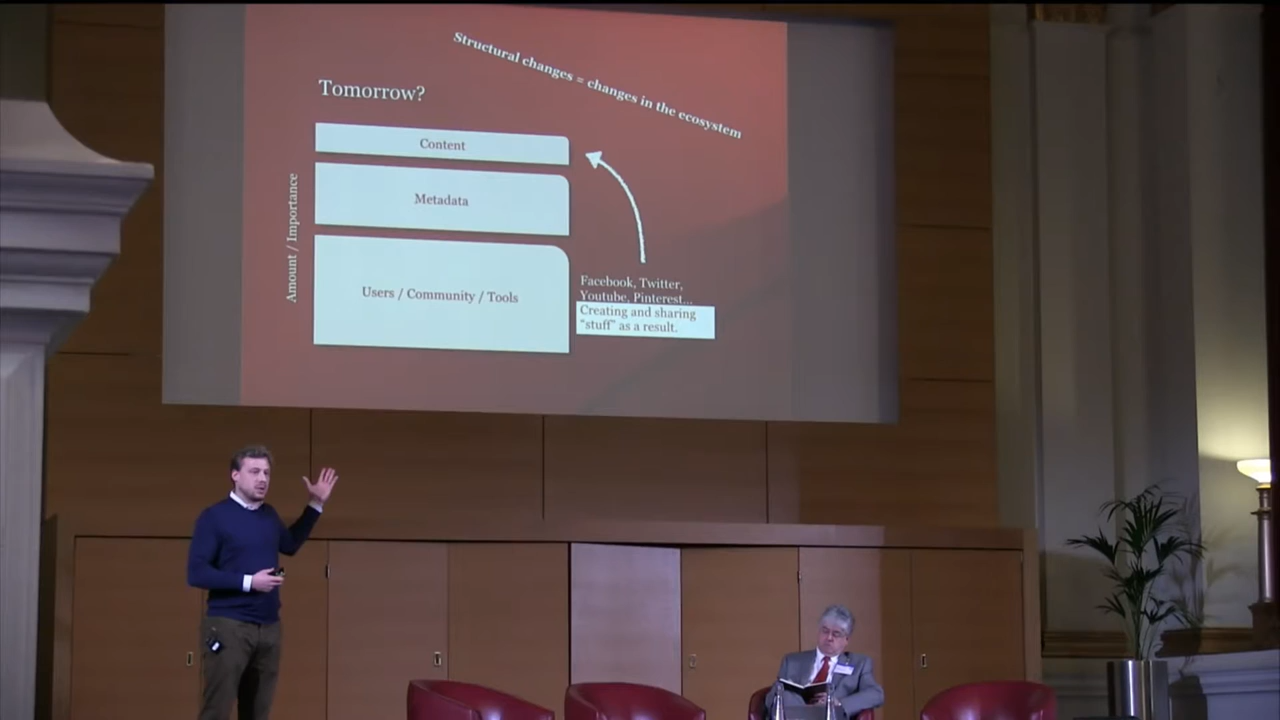 Structural changes = changes in the ecosystem
Tomorrow?
Content
Metadata
Users / Community / Tools
Amount / Importance
Facebook, Twitter,
Youtube, Pinterest...
Creating and sharing
“stuff” as a result.